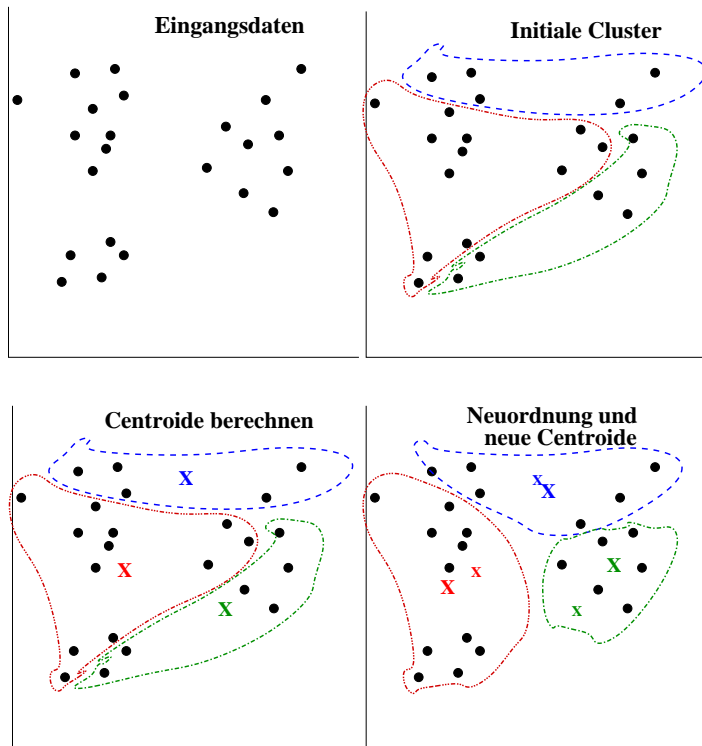 Eingangsdaten
Initiale Cluster
Centroide berechnen
X
X
X
Neuordnung und
neue Centroide
X
X
X
X
X
X